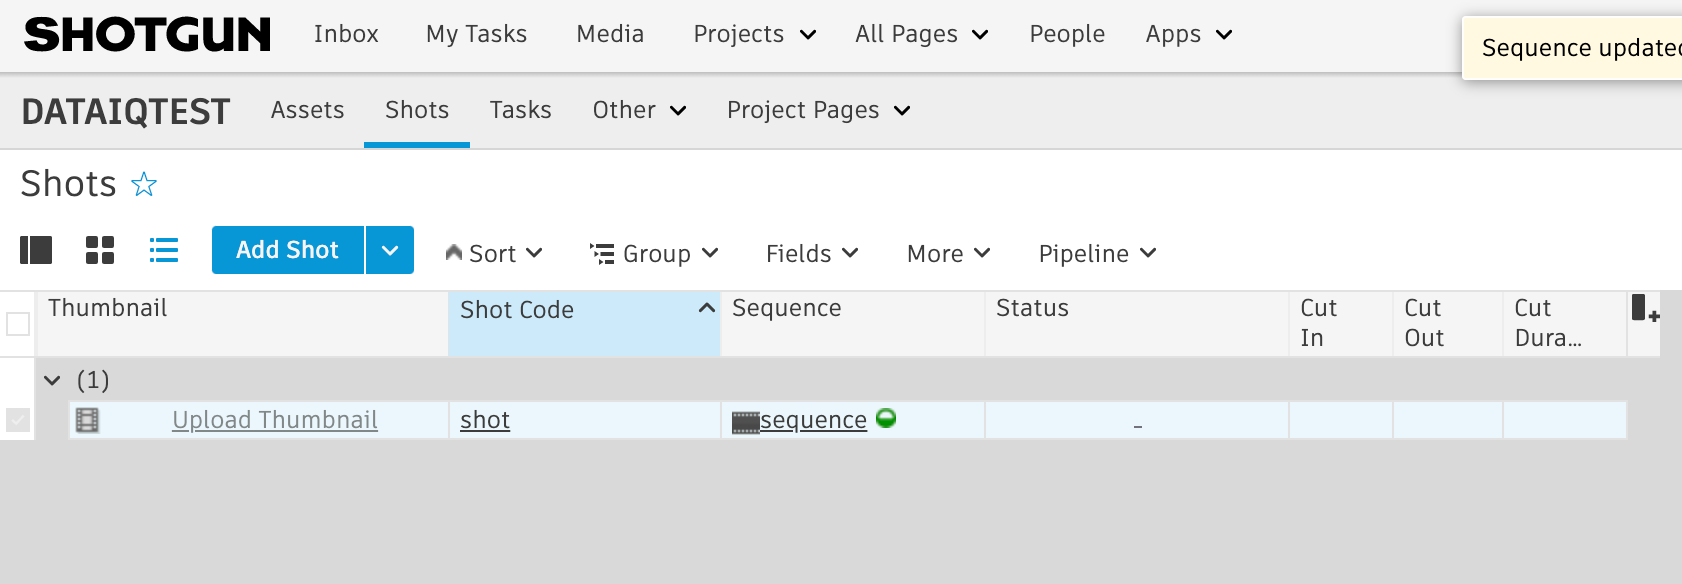 SHOTGUN Inbox My Tasks Media Projects All Pages People Apps
Sequence updated
DATAIQTEST Assets Shots Tasks Other Project Pages
Shots
Add Shot Sort Group Fields More Pipeline
Thumbnail Shot Code Sequence Status Cut In Cut Out Cut Dura...
(1)
Upload Thumbnail shot sequence -